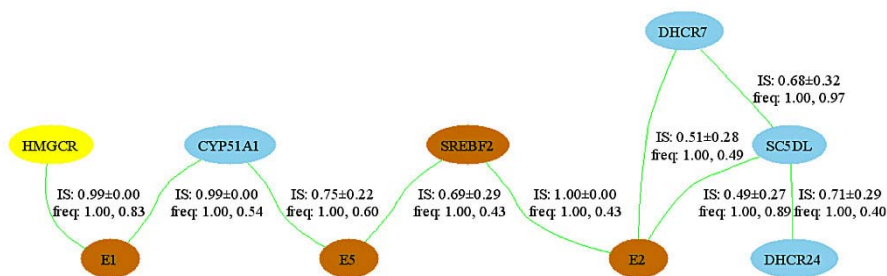 DHCR7
IS: 0.68±0.32
freq: 1.00, 0.97
HMGCR
CYP51A1
SREBF2
IS: 0.51±0.28
freq: 1.00, 0.49
SC5DL
IS: 0.99±0.00
freq: 1.00, 0.83
IS: 0.99±0.00
freq: 1.00, 0.54
IS: 0.75±0.22
freq: 1.00, 0.60
IS: 0.69±0.29
freq: 1.00, 0.43
IS: 1.00±0.00
freq: 1.00, 0.43
IS: 0.49±0.27
freq: 1.00, 0.89
IS: 0.71±0.29
freq: 1.00, 0.40
E1
E5
E2
DHCR24